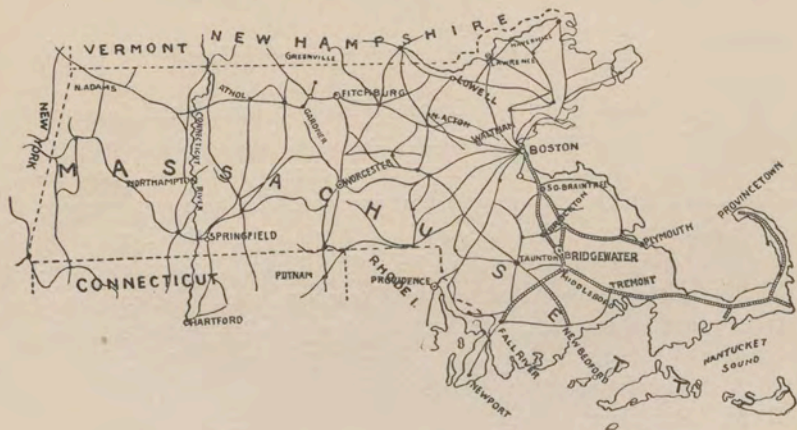 VERMONT
NEW HAMPSHIRE
GREENVILLE
HAVERHILL
LAWRENCE
LOWELL
N. ADAMS
ATHOL
FITCHBURG
GARDNER
N. ACTON
WALTHAM
BOSTON
NEW YORK
CONNECTICUT RIVER
MASSACHUSETTS
NORTHAMPTON
WORCESTER
SO. BRAINTREE
BROCKTON
PLYMOUTH
PROVINCETOWN
SPRINGFIELD
TAUNTON
BRIDGEWATER
MIDDLEBORO
TREMONT
CONNECTICUT
PUTNAM
RHODE I.
PROVIDENCE
HARTFORD
FALL RIVER
NEW BEDFORD
NEWPORT
NANTUCKET
SOUND